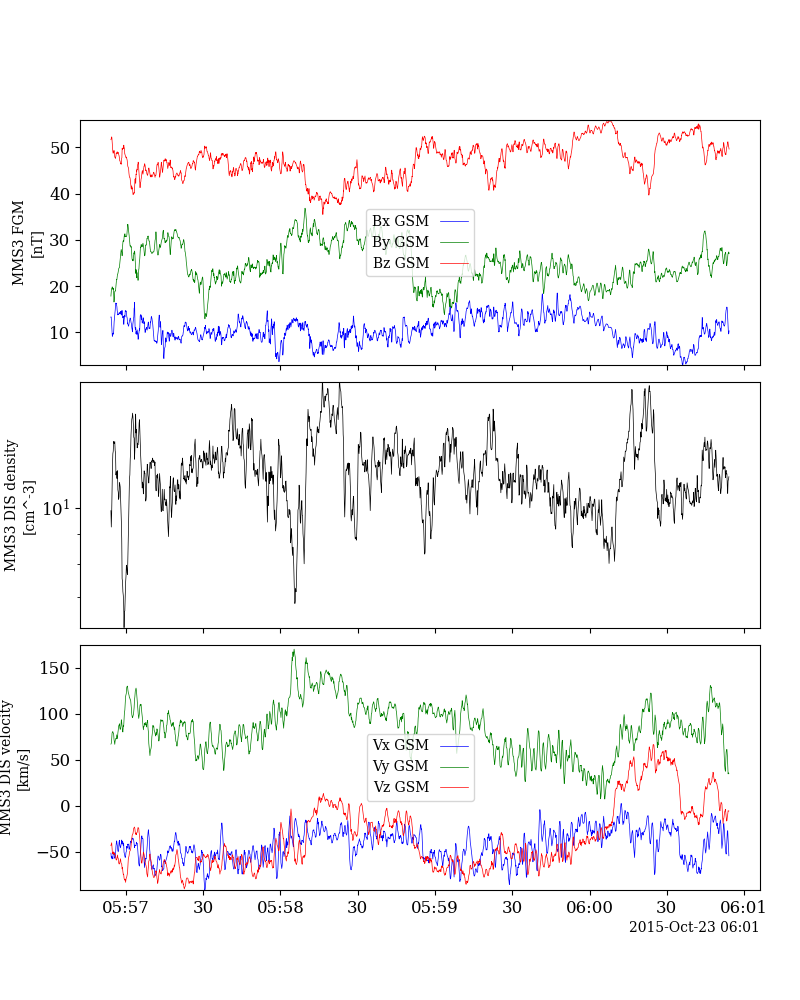 50
40
30
20
10
MMS3 FGM
[nT]
Bx GSM
By GSM
Bz GSM
10^1
MMS3 DIS density
[cm^-3]
150
100
50
0
−50
MMS3 DIS velocity
[km/s]
Vx GSM
Vy GSM
Vz GSM
05:57 30 05:58 30 05:59 30 06:00 30 06:01
2015-Oct-23 06:01